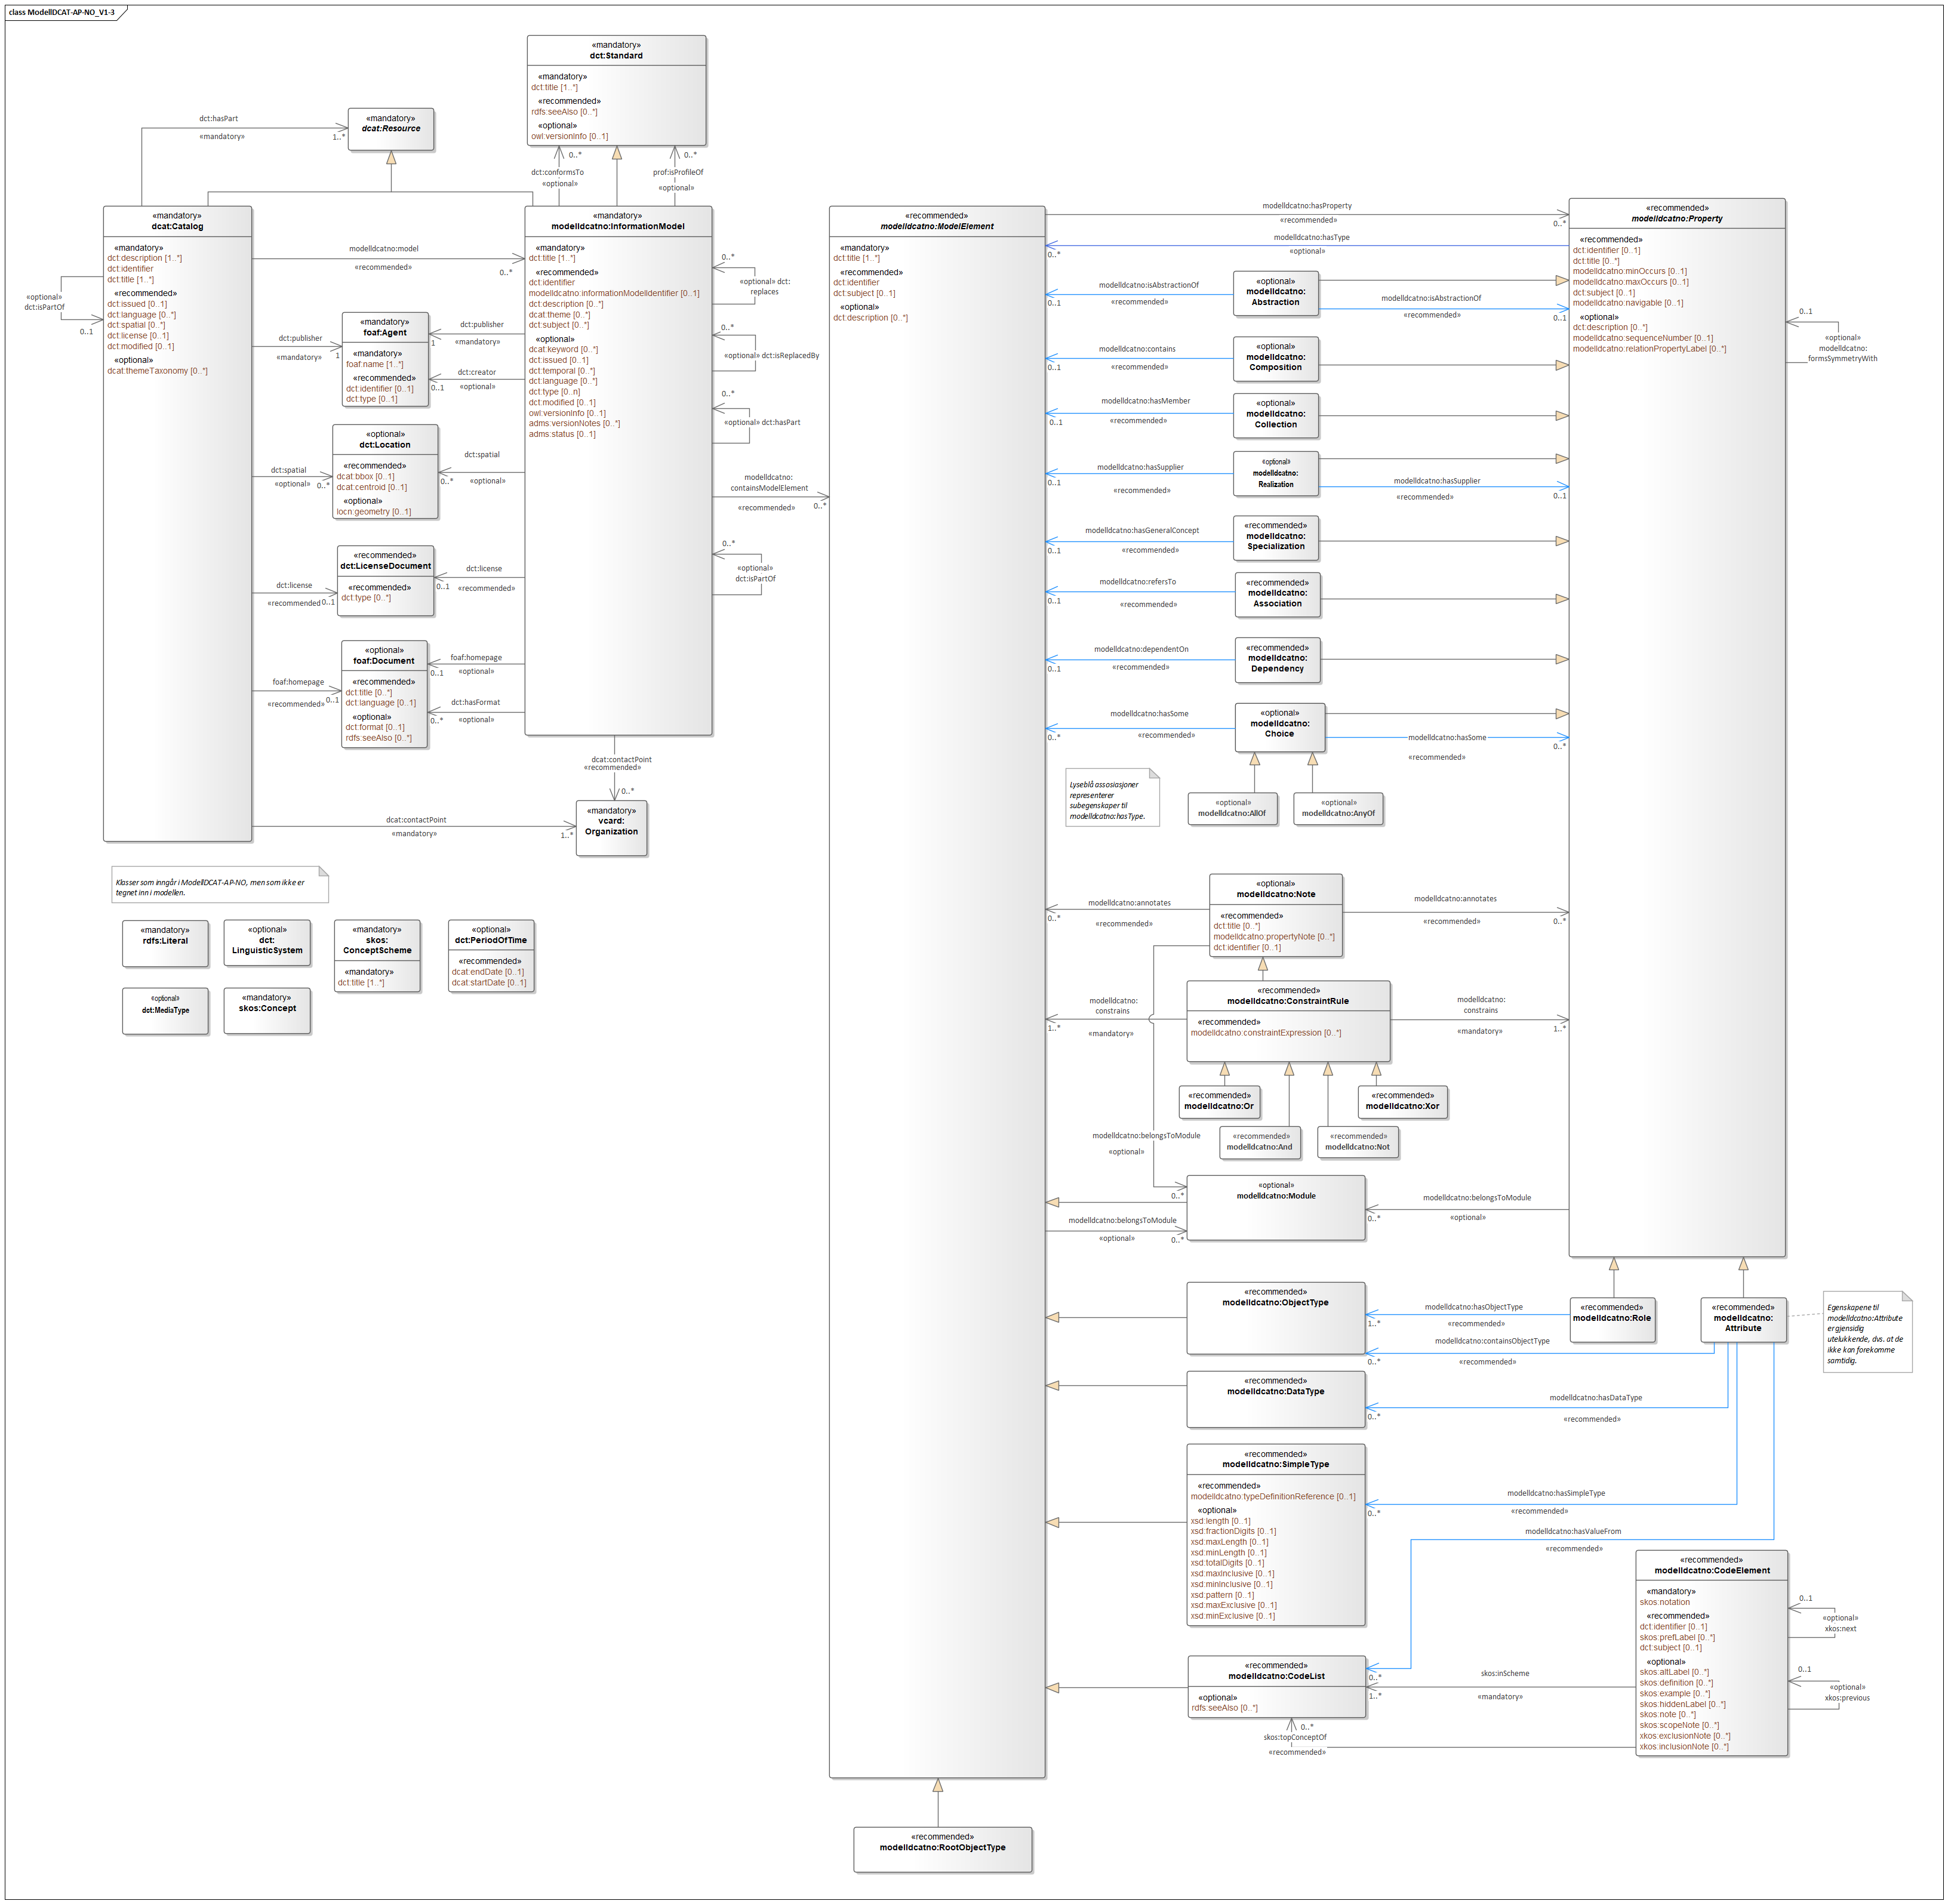 class ModellDCAT-AP-NO_V1-3
«mandatory»
dct:Standard
«mandatory»
dct:title [1..*]
«recommended»
rdfs:seeAlso [0..*]
«optional»
owl:versionInfo [0..1]
dct:hasPart
«mandatory»
1..*
«mandatory»
dcat:Resource
0..*
dct:conformsTo
«optional»
0..*
prof:isProfileOf
«optional»
«mandatory»
dcat:Catalog
«mandatory»
dct:description [1..*]
dct:identifier
dct:title [1..*]
«recommended»
dct:issued [0..1]
dct:language [0..*]
dct:spatial [0..*]
dct:license [0..1]
dct:modified [0..1]
«optional»
dcat:themeTaxonomy [0..*]
«optional»
dct:isPartOf
0..1
modelldcatno:model
«recommended»
0..*
dct:publisher
«mandatory»
1
«mandatory»
foaf:Agent
«mandatory»
foaf:name [1..*]
«recommended»
dct:identifier [0..1]
dct:type [0..1]
dct:publisher
1
«mandatory»
dct:creator
0..1
«optional»
dct:spatial
«optional»
0..*
«optional»
dct:Location
«recommended»
dcat:bbox [0..1]
dcat:centroid [0..1]
«optional»
locn:geometry [0..1]
dct:spatial
0..*
«optional»
dct:license
«recommended»
0..1
«recommended»
dct:LicenseDocument
«recommended»
dct:type [0..*]
dct:license
0..1
«recommended»
foaf:homepage
«recommended»
0..1
«optional»
foaf:Document
«recommended»
dct:title [0..*]
dct:language [0..1]
«optional»
dct:format [0..1]
rdfs:seeAlso [0..*]
foaf:homepage
0..1
«optional»
dct:hasFormat
0..*
«optional»
«mandatory»
modelldcatno:InformationModel
«mandatory»
dct:title [1..*]
«recommended»
dct:identifier
modelldcatno:informationModelIdentifier [0..1]
dct:description [0..*]
dcat:theme [0..*]
dct:subject [0..*]
«optional»
dcat:keyword [0..*]
dct:issued [0..1]
dct:temporal [0..*]
dct:language [0..*]
dct:type [0..n]
dct:modified [0..1]
owl:versionInfo [0..1]
adms:versionNotes [0..*]
adms:status [0..1]
0..*
«optional» dct:
replaces
0..*
«optional» dct:isReplacedBy
0..*
«optional» dct:hasPart
modelldcatno:
containsModelElement
«recommended»
0..*
0..*
«optional»
dct:isPartOf
dcat:contactPoint
«recommended»
0..*
dcat:contactPoint
«mandatory»
1..*
«mandatory»
vcard:
Organization
Klasser som inngår i ModellDCAT-AP-NO, men som ikke er
tegnet inn i modellen.
«mandatory»
rdfs:Literal
«optional»
dct:
LinguisticSystem
«mandatory»
skos:
ConceptScheme
«mandatory»
dct:title [1..*]
«optional»
dct:PeriodOfTime
«recommended»
dcat:endDate [0..1]
dcat:startDate [0..1]
«optional»
dct:MediaType
«mandatory»
skos:Concept
«recommended»
modelldcatno:ModelElement
«mandatory»
dct:title [1..*]
«recommended»
dct:identifier
dct:subject [0..1]
«optional»
dct:description [0..*]
modelldcatno:hasProperty
«recommended»
0..*
modelldcatno:hasType
0..*
«optional»
«recommended»
modelldcatno:Property
«recommended»
dct:identifier [0..1]
dct:title [0..*]
modelldcatno:minOccurs [0..1]
modelldcatno:maxOccurs [0..1]
dct:subject [0..1]
modelldcatno:navigable [0..1]
«optional»
dct:description [0..*]
modelldcatno:sequenceNumber [0..1]
modelldcatno:relationPropertyLabel [0..*]
0..1
«optional»
modelldcatno:
formsSymmetryWith
modelldcatno:isAbstractionOf
0..1
«recommended»
«optional»
modelldcatno:
Abstraction
modelldcatno:isAbstractionOf
«recommended»
0..1
modelldcatno:contains
0..1
«recommended»
«optional»
modelldcatno:
Composition
modelldcatno:hasMember
0..1
«recommended»
«optional»
modelldcatno:
Collection
modelldcatno:hasSupplier
0..1
«recommended»
«optional»
modelldcatno:
Realization
modelldcatno:hasSupplier
«recommended»
0..1
modelldcatno:hasGeneralConcept
0..1
«recommended»
«recommended»
modelldcatno:
Specialization
modelldcatno:refersTo
0..1
«recommended»
«recommended»
modelldcatno:
Association
modelldcatno:dependentOn
0..1
«recommended»
«recommended»
modelldcatno:
Dependency
modelldcatno:hasSome
0..*
«recommended»
«optional»
modelldcatno:
Choice
modelldcatno:hasSome
«recommended»
0..*
Lyseblå assosiasjoner
representerer
subegenskaper til
modelldcatno:hasType.
«optional»
modelldcatno:AllOf
«optional»
modelldcatno:AnyOf
modelldcatno:annotates
0..*
«recommended»
«optional»
modelldcatno:Note
«recommended»
dct:title [0..*]
modelldcatno:propertyNote [0..*]
dct:identifier [0..1]
modelldcatno:annotates
«recommended»
0..*
modelldcatno:
constrains
1..*
«mandatory»
«recommended»
modelldcatno:ConstraintRule
«recommended»
modelldcatno:constraintExpression [0..*]
modelldcatno:
constrains
«mandatory»
1..*
«recommended»
modelldcatno:Or
«recommended»
modelldcatno:Xor
«recommended»
modelldcatno:And
«recommended»
modelldcatno:Not
modelldcatno:belongsToModule
«optional»
0..*
«optional»
modelldcatno:Module
modelldcatno:belongsToModule
«optional»
0..*
modelldcatno:belongsToModule
0..*
«optional»
«recommended»
modelldcatno:ObjectType
modelldcatno:hasObjectType
1..*
«recommended»
modelldcatno:containsObjectType
0..*
«recommended»
«recommended»
modelldcatno:Role
«recommended»
modelldcatno:
Attribute
Egenskapene til
modelldcatno:Attribute
er gjensidig
utelukkende, dvs. at de
ikke kan forekomme
samtidig.
«recommended»
modelldcatno:DataType
modelldcatno:hasDataType
0..*
«recommended»
«recommended»
modelldcatno:SimpleType
«recommended»
modelldcatno:typeDefinitionReference [0..1]
«optional»
xsd:length [0..1]
xsd:fractionDigits [0..1]
xsd:maxLength [0..1]
xsd:minLength [0..1]
xsd:totalDigits [0..1]
xsd:maxInclusive [0..1]
xsd:minInclusive [0..1]
xsd:pattern [0..1]
xsd:maxExclusive [0..1]
xsd:minExclusive [0..1]
modelldcatno:hasSimpleType
0..*
«recommended»
modelldcatno:hasValueFrom
«recommended»
0..*
«recommended»
modelldcatno:CodeList
«optional»
rdfs:seeAlso [0..*]
skos:inScheme
1..*
«mandatory»
0..*
skos:topConceptOf
«recommended»
«recommended»
modelldcatno:CodeElement
«mandatory»
skos:notation
«recommended»
dct:identifier [0..1]
skos:prefLabel [0..*]
dct:subject [0..1]
«optional»
skos:altLabel [0..*]
skos:definition [0..*]
skos:example [0..*]
skos:hiddenLabel [0..*]
skos:note [0..*]
skos:scopeNote [0..*]
xkos:exclusionNote [0..*]
xkos:inclusionNote [0..*]
0..1
«optional»
xkos:next
0..1
«optional»
xkos:previous
«recommended»
modelldcatno:RootObjectType